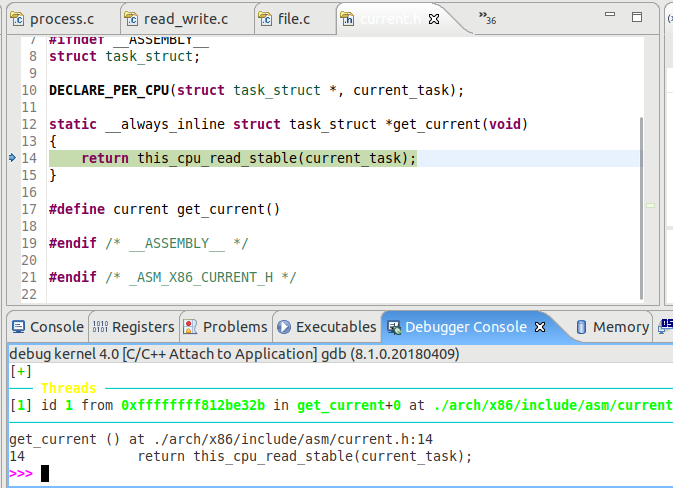 process.c read_write.c file.c current.h »36
7 #ifndef __ASSEMBLY__
8 struct task_struct;
9
10 DECLARE_PER_CPU(struct task_struct *, current_task);
11
12 static __always_inline struct task_struct *get_current(void)
13 {
14 return this_cpu_read_stable(current_task);
15 }
16
17 #define current get_current()
18
19 #endif /* __ASSEMBLY__ */
20
21 #endif /* _ASM_X86_CURRENT_H */
22
Console Registers Problems Executables Debugger Console Memory
debug kernel 4.0 [C/C++ Attach to Application] gdb (8.1.0.20180409)
[+]
Threads
[1] id 1 from 0xffffffff812be32b in get_current+0 at ./arch/x86/include/asm/current
get_current () at ./arch/x86/include/asm/current.h:14
14 return this_cpu_read_stable(current_task);
>>>